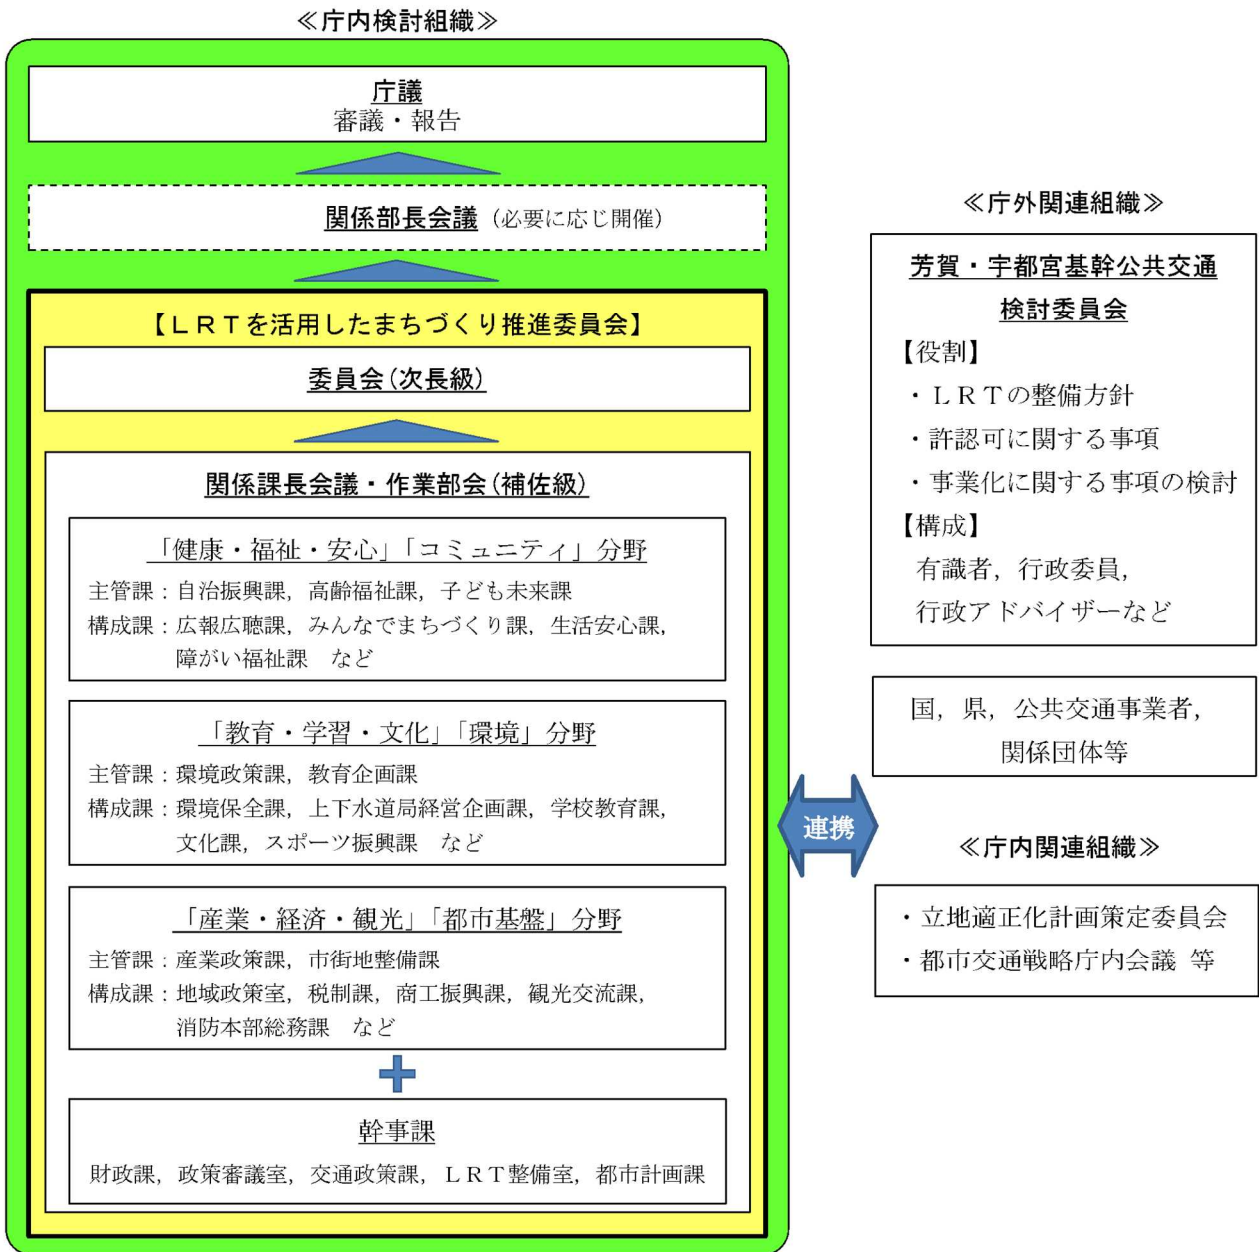 ≪庁内検討組織≫
庁議
審議・報告
関係部長会議（必要に応じ開催）
【ＬＲＴを活用したまちづくり推進委員会】
委員会（次長級）
関係課長会議・作業部会（補佐級）
「健康・福祉・安心」「コミュニティ」分野
主管課：自治振興課，高齢福祉課，子ども未来課
構成課：広報広聴課，みんなでまちづくり課，生活安心課，
障がい福祉課　など
「教育・学習・文化」「環境」分野
主管課：環境政策課，教育企画課
構成課：環境保全課，上下水道局経営企画課，学校教育課，
文化課，スポーツ振興課　など
「産業・経済・観光」「都市基盤」分野
主管課：産業政策課，市街地整備課
構成課：地域政策室，税制課，商工振興課，観光交流課，
消防本部総務課　など
幹事課
財政課，政策審議室，交通政策課，ＬＲＴ整備室，都市計画課
連携
≪庁外関連組織≫
芳賀・宇都宮基幹公共交通
検討委員会
【役割】
・ＬＲＴの整備方針
・許認可に関する事項
・事業化に関する事項の検討
【構成】
有識者，行政委員，
行政アドバイザーなど
国，県，公共交通事業者，
関係団体等
≪庁内関連組織≫
・立地適正化計画策定委員会
・都市交通戦略庁内会議 等